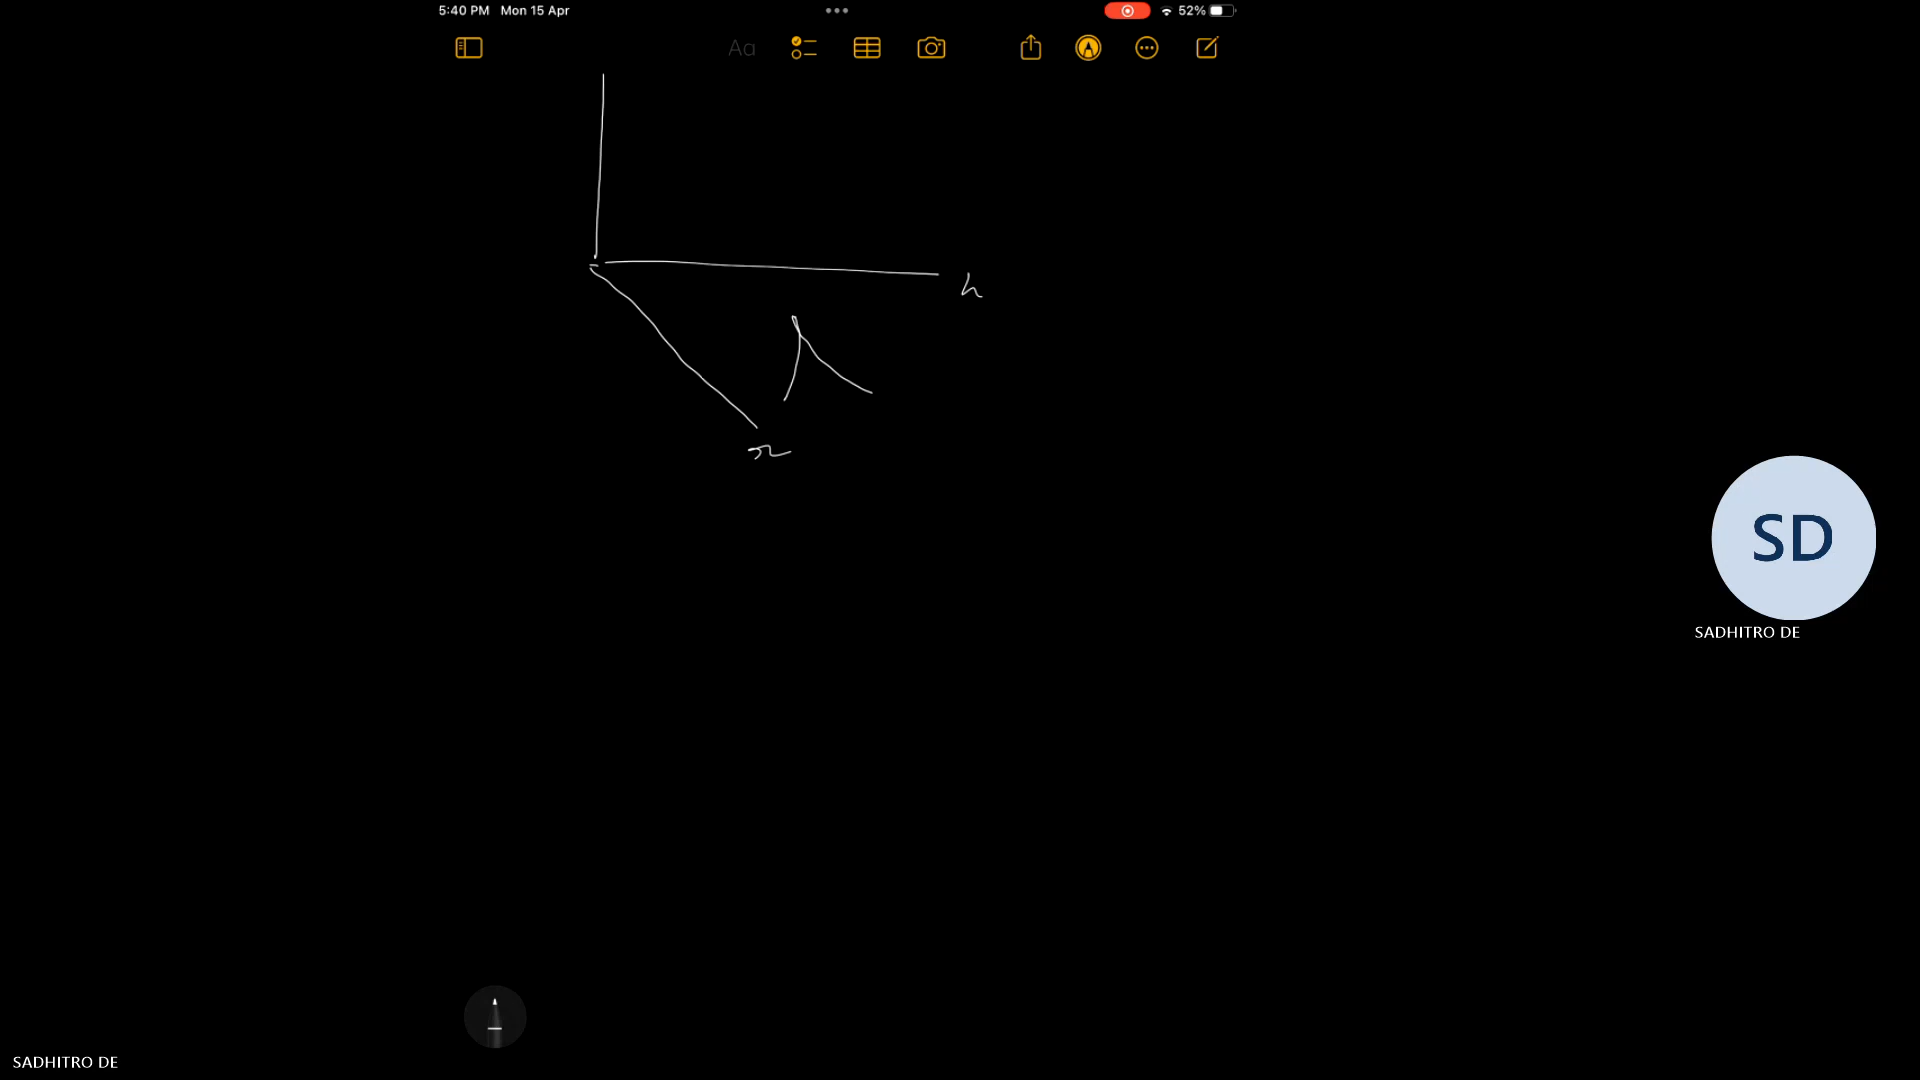 5:40 PM Mon 15 Apr
52%
Aa
h
λ
x
SD
SADHITRO DE
SADHITRO DE